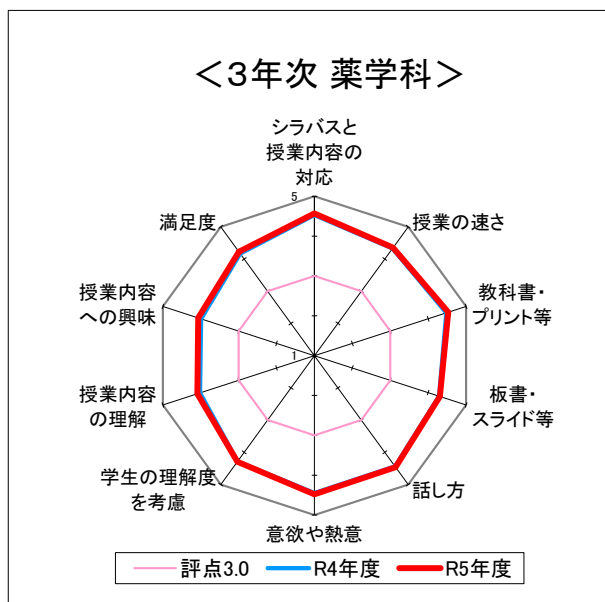 ＜３年次 薬学科＞
シラバスと
授業内容の
対応
5
満足度
授業の速さ
授業内容
への興味
教科書・
プリント等
1
授業内容
の理解
板書・
スライド等
学生の理解度
を考慮
話し方
意欲や熱意
評点3.0
R4年度
R5年度